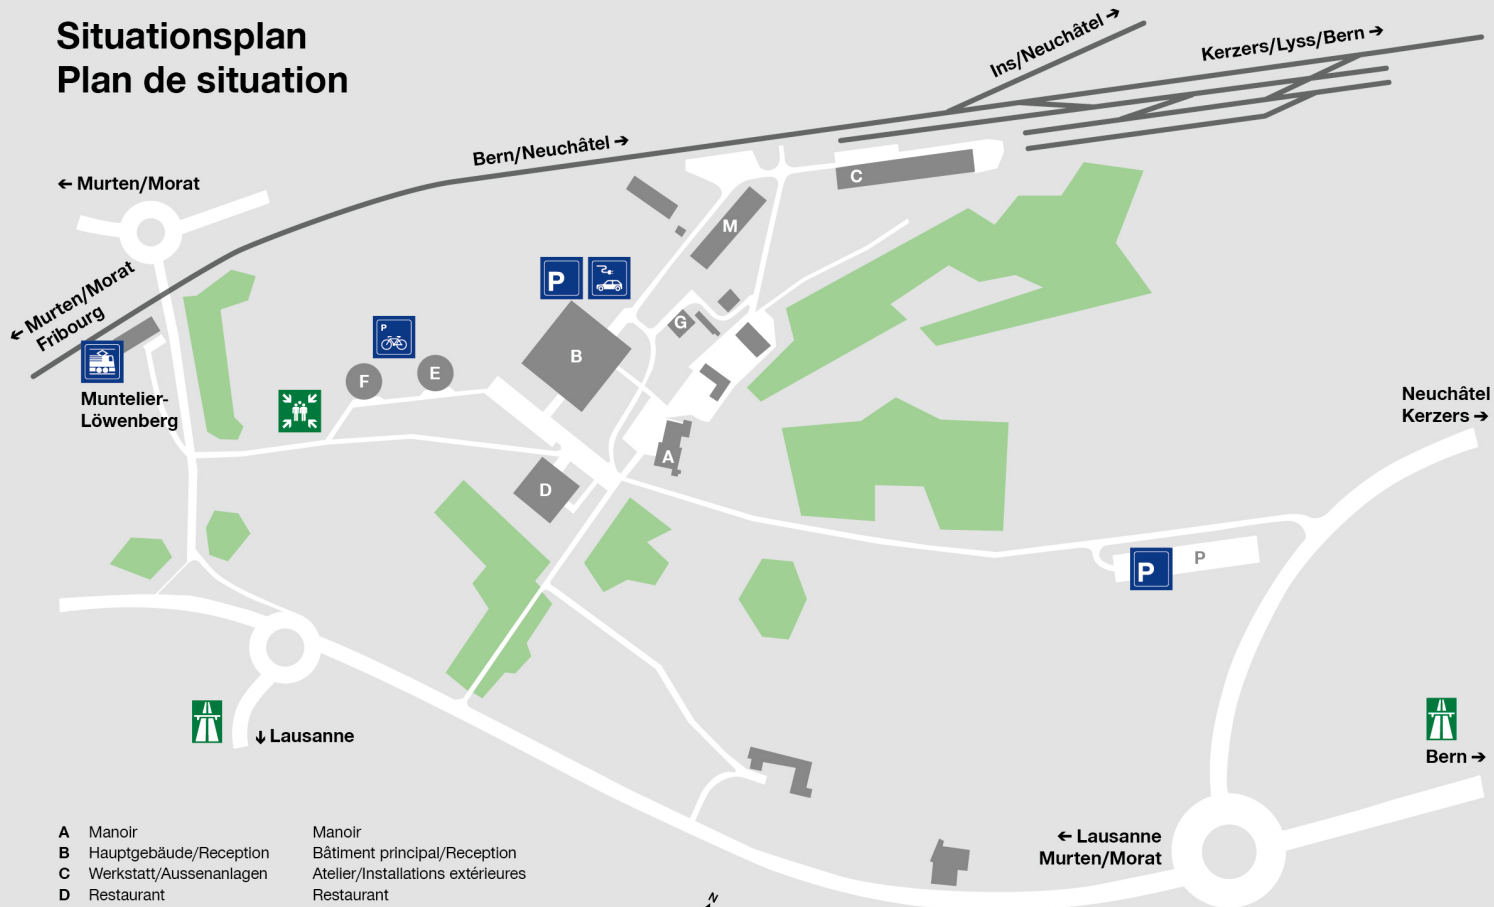 Situationsplan
Plan de situation
Ins/Neuchâtel →
Kerzers/Lyss/Bern →
Bern/Neuchâtel →
← Murten/Morat
← Murten/Morat
Fribourg
Muntelier-
Löwenberg
C
M
P
G
B
P
F
E
A
D
Neuchâtel
Kerzers →
P
P
↓ Lausanne
Bern →
← Lausanne
Murten/Morat
A Manoir Manoir
B Hauptgebäude/Reception Bâtiment principal/Reception
C Werkstatt/Aussenanlagen Atelier/Installations extérieures
D Restaurant Restaurant
N